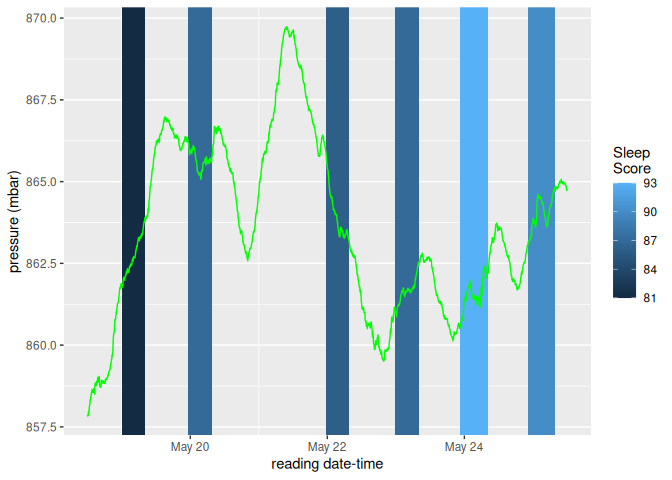 870.0
867.5
865.0
862.5
860.0
857.5
pressure (mbar)
May 20
May 22
May 24
reading date-time
Sleep
Score
93
90
87
84
81